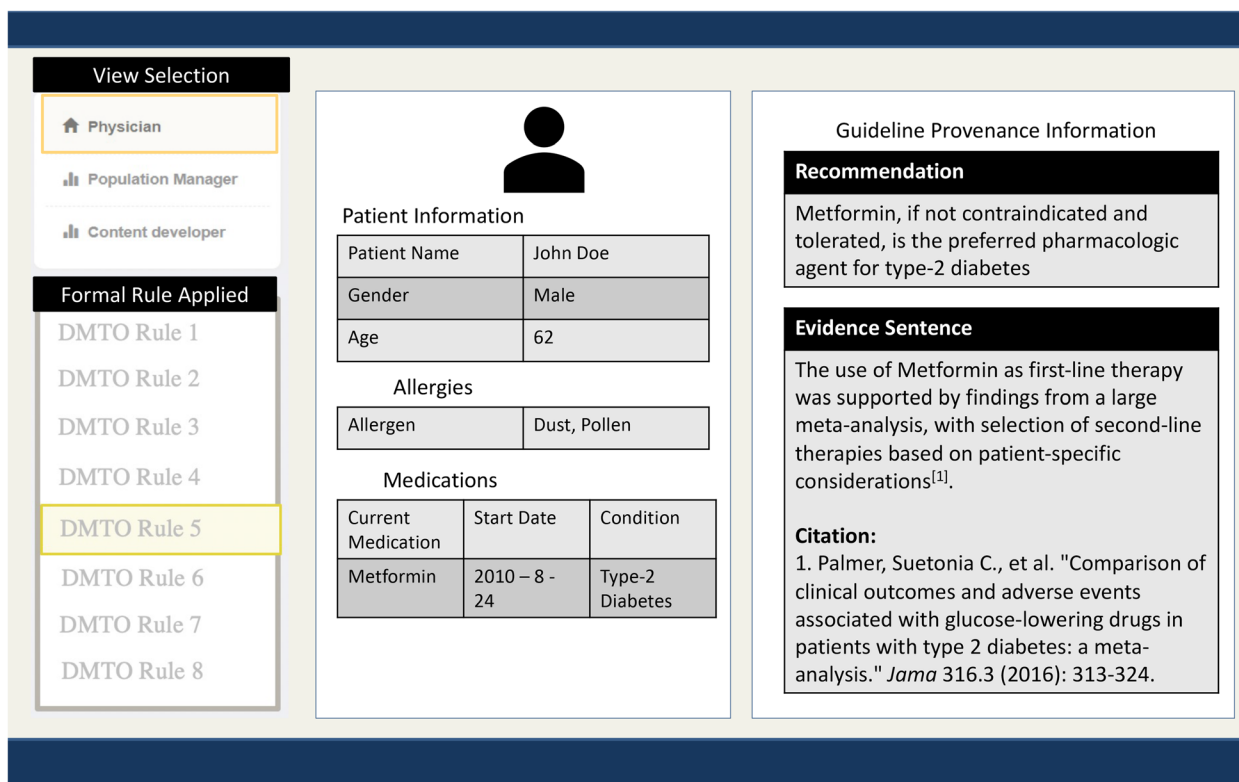 View Selection
Physician
Population Manager
Content developer
Formal Rule Applied
DMTO Rule 1
DMTO Rule 2
DMTO Rule 3
DMTO Rule 4
DMTO Rule 5
DMTO Rule 6
DMTO Rule 7
DMTO Rule 8
Patient Information
Patient Name John Doe
Gender Male
Age 62
Allergies
Allergen Dust, Pollen
Medications
Current Start Date Condition
Medication
Metformin 2010 – 8 - Type-2
24 Diabetes
Guideline Provenance Information
Recommendation
Metformin, if not contraindicated and
tolerated, is the preferred pharmacologic
agent for type-2 diabetes
Evidence Sentence
The use of Metformin as first-line therapy
was supported by findings from a large
meta-analysis, with selection of second-line
therapies based on patient-specific
considerations[1].
Citation:
1. Palmer, Suetonia C., et al. "Comparison of
clinical outcomes and adverse events
associated with glucose-lowering drugs in
patients with type 2 diabetes: a meta-
analysis." Jama 316.3 (2016): 313-324.